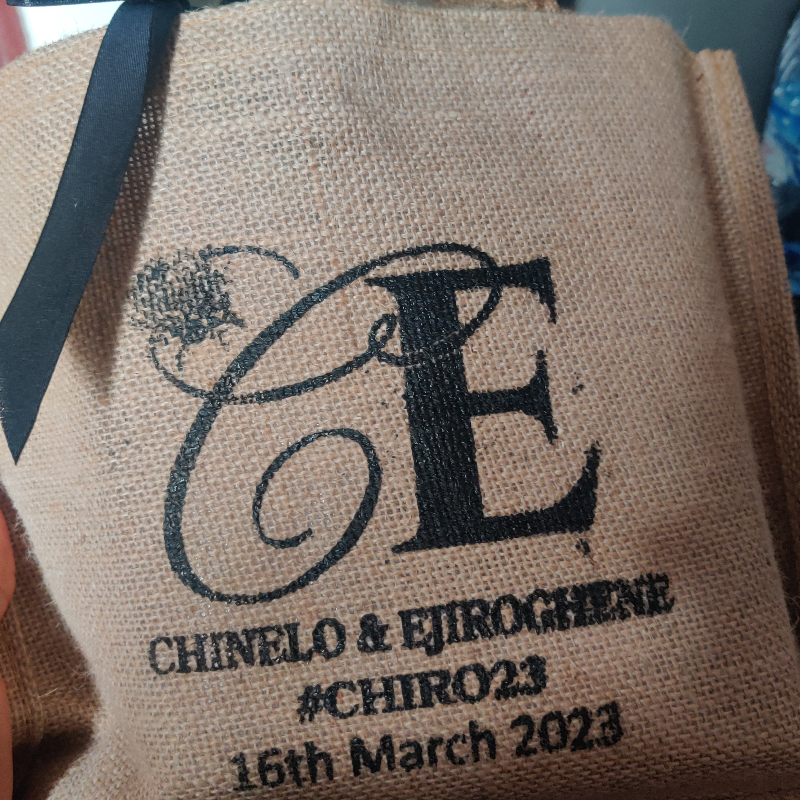 CE
CHINELO & EJIROGHENE
#CHIRO23
16th March 2023